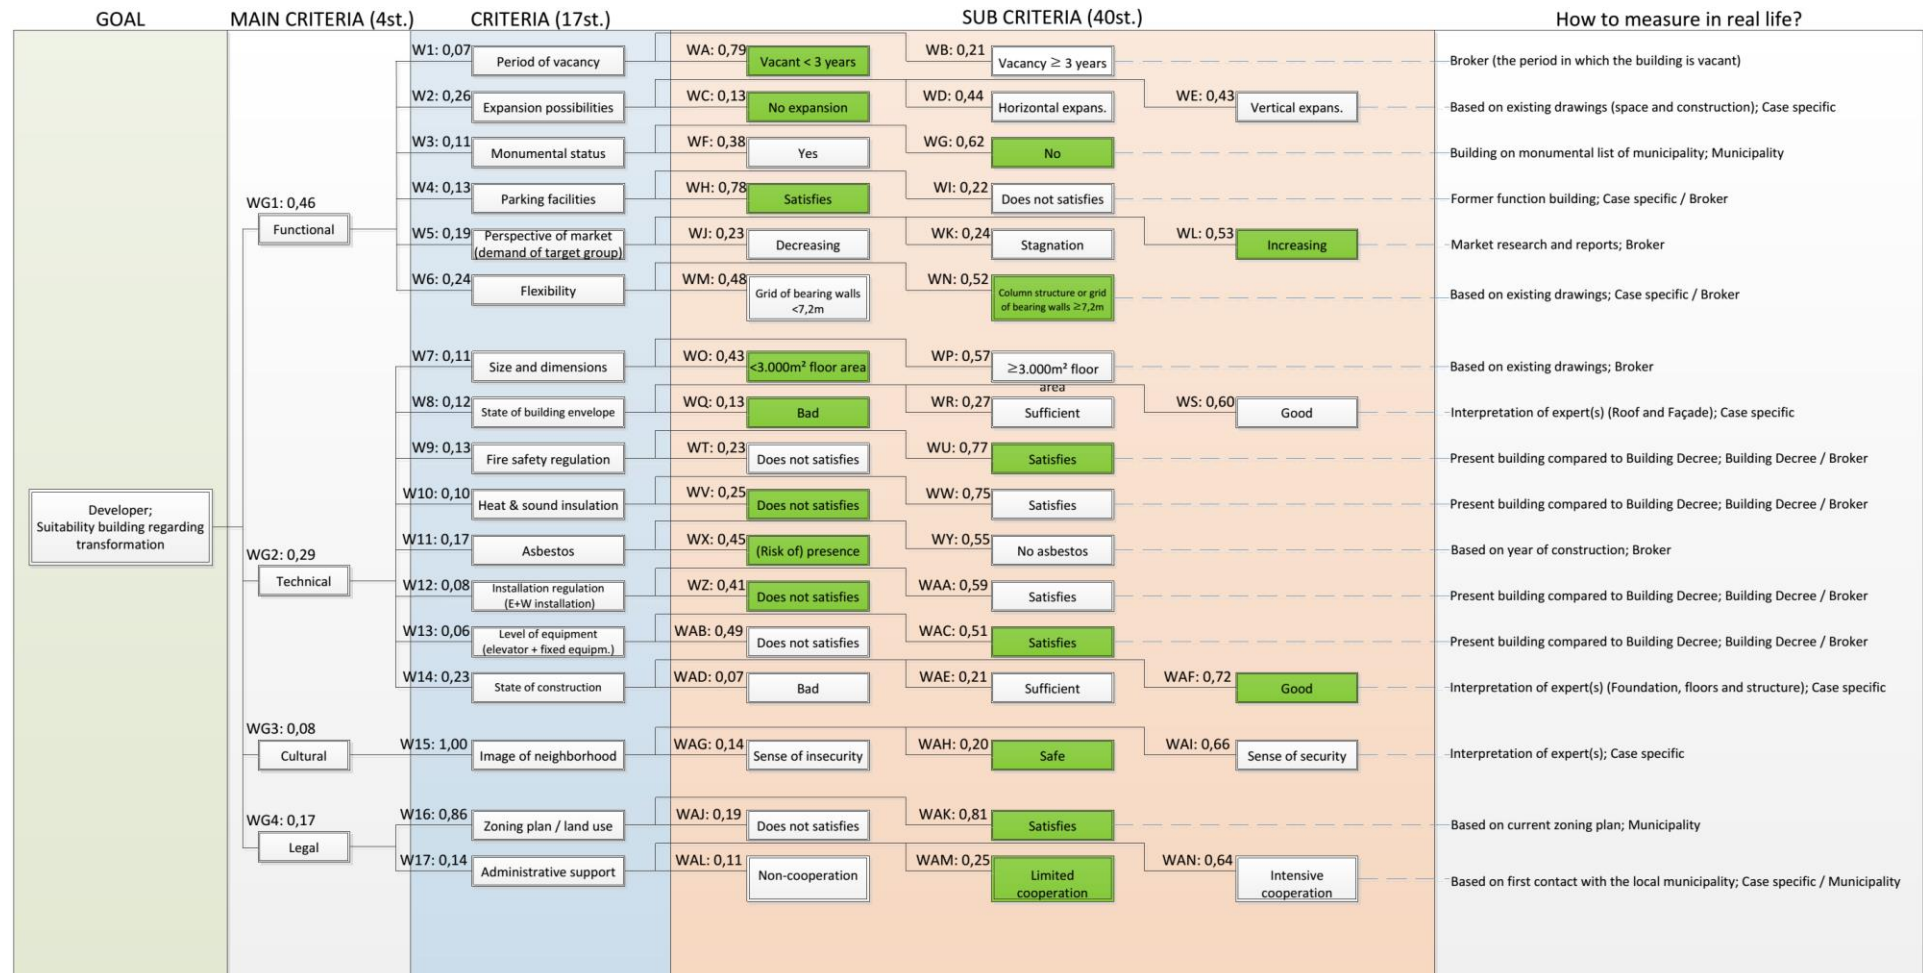 GOAL
MAIN CRITERIA (4st.)
CRITERIA (17st.)
SUB CRITERIA (40st.)
How to measure in real life?
Developer;
Suitability building regarding
transformation
WG1: 0,46
Functional
W1: 0,07
Period of vacancy
WA: 0,79
Vacant < 3 years
WB: 0,21
Vacancy ≥ 3 years
Broker (the period in which the building is vacant)
W2: 0,26
Expansion possibilities
WC: 0,13
No expansion
WD: 0,44
Horizontal expans.
WE: 0,43
Vertical expans.
Based on existing drawings (space and construction); Case specific
W3: 0,11
Monumental status
WF: 0,38
Yes
WG: 0,62
No
Building on monumental list of municipality; Municipality
W4: 0,13
Parking facilities
WH: 0,78
Satisfies
WI: 0,22
Does not satisfies
Former function building; Case specific / Broker
W5: 0,19
Perspective of market
(demand of target group)
WJ: 0,23
Decreasing
WK: 0,24
Stagnation
WL: 0,53
Increasing
Market research and reports; Broker
W6: 0,24
Flexibility
WM: 0,48
Grid of bearing walls
<7,2m
WN: 0,52
Column structure or grid
of bearing walls ≥7,2m
Based on existing drawings; Case specific / Broker
WG2: 0,29
Technical
W7: 0,11
Size and dimensions
WO: 0,43
<3.000m² floor area
WP: 0,57
≥3.000m² floor
area
Based on existing drawings; Broker
W8: 0,12
State of building envelope
WQ: 0,13
Bad
WR: 0,27
Sufficient
WS: 0,60
Good
Interpretation of expert(s) (Roof and Façade); Case specific
W9: 0,13
Fire safety regulation
WT: 0,23
Does not satisfies
WU: 0,77
Satisfies
Present building compared to Building Decree; Building Decree / Broker
W10: 0,10
Heat & sound insulation
WV: 0,25
Does not satisfies
WW: 0,75
Satisfies
Present building compared to Building Decree; Building Decree / Broker
W11: 0,17
Asbestos
WX: 0,45
(Risk of) presence
WY: 0,55
No asbestos
Based on year of construction; Broker
W12: 0,08
Installation regulation
(E+W installation)
WZ: 0,41
Does not satisfies
WAA: 0,59
Satisfies
Present building compared to Building Decree; Building Decree / Broker
W13: 0,06
Level of equipment
(elevator + fixed equipm.)
WAB: 0,49
Does not satisfies
WAC: 0,51
Satisfies
Present building compared to Building Decree; Building Decree / Broker
W14: 0,23
State of construction
WAD: 0,07
Bad
WAE: 0,21
Sufficient
WAF: 0,72
Good
Interpretation of expert(s) (Foundation, floors and structure); Case specific
WG3: 0,08
Cultural
W15: 1,00
Image of neighborhood
WAG: 0,14
Sense of insecurity
WAH: 0,20
Safe
WAI: 0,66
Sense of security
Interpretation of expert(s); Case specific
WG4: 0,17
Legal
W16: 0,86
Zoning plan / land use
WAJ: 0,19
Does not satisfies
WAK: 0,81
Satisfies
Based on current zoning plan; Municipality
W17: 0,14
Administrative support
WAL: 0,11
Non-cooperation
WAM: 0,25
Limited
cooperation
WAN: 0,64
Intensive
cooperation
Based on first contact with the local municipality; Case specific / Municipality